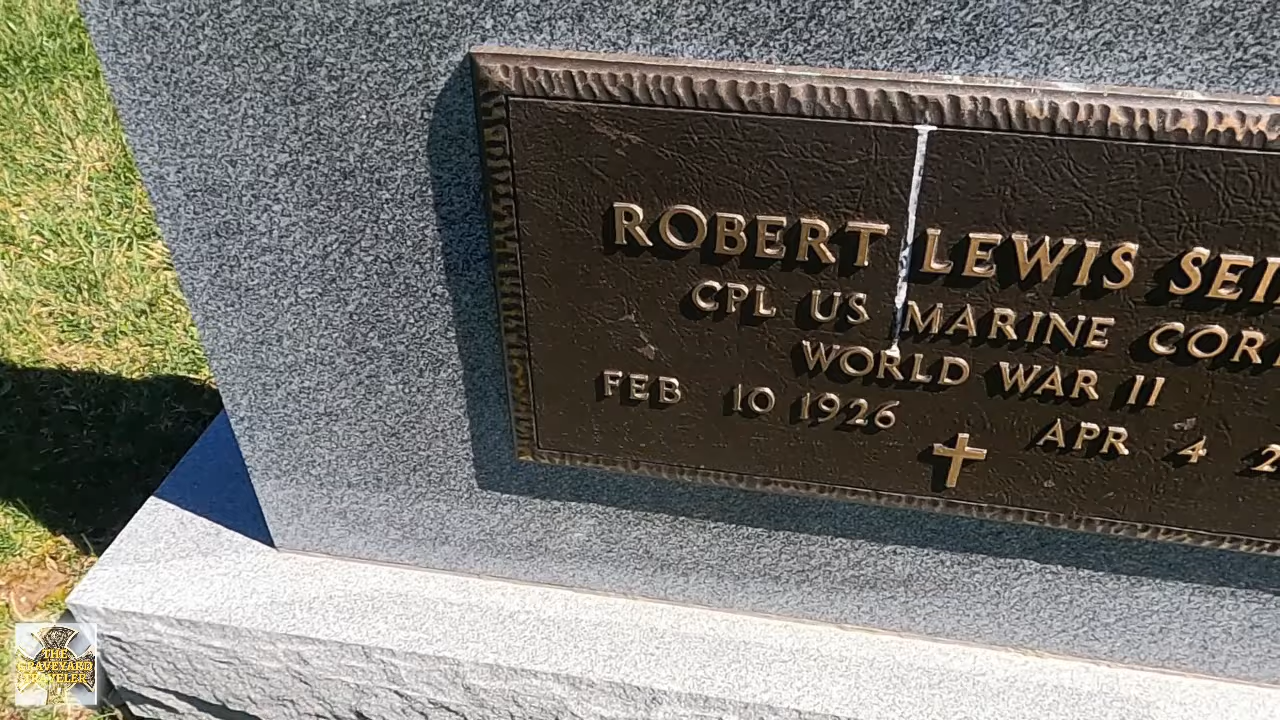 ROBERT LEWIS
CPL US MARINE
WORLD WAR II
FEB 10 1926 APR 4
THE
GRAVEYARD
TRAVELER